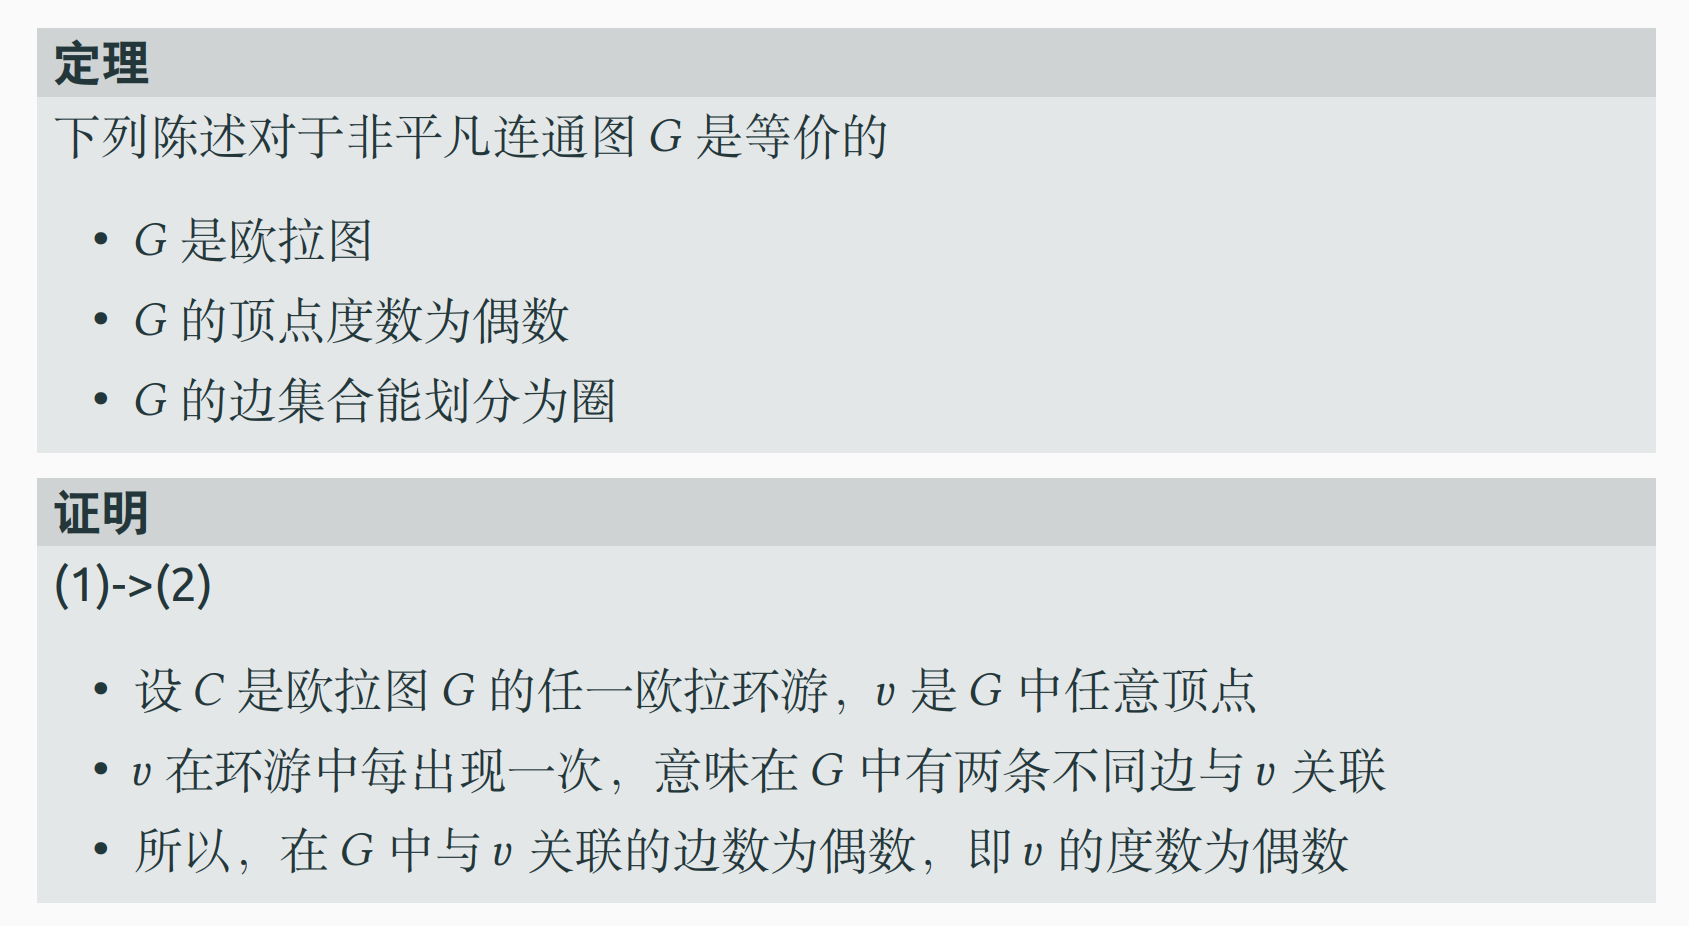 定理
下列陈述对于非平凡连通图 G 是等价的
• G 是欧拉图
• G 的顶点度数为偶数
• G 的边集合能划分为圈
证明
(1)->(2)
• 设 C 是欧拉图 G 的任一欧拉环游，v 是 G 中任意顶点
• v 在环游中每出现一次，意味在 G 中有两条不同边与 v 关联
• 所以，在 G 中与 v 关联的边数为偶数，即 v 的度数为偶数